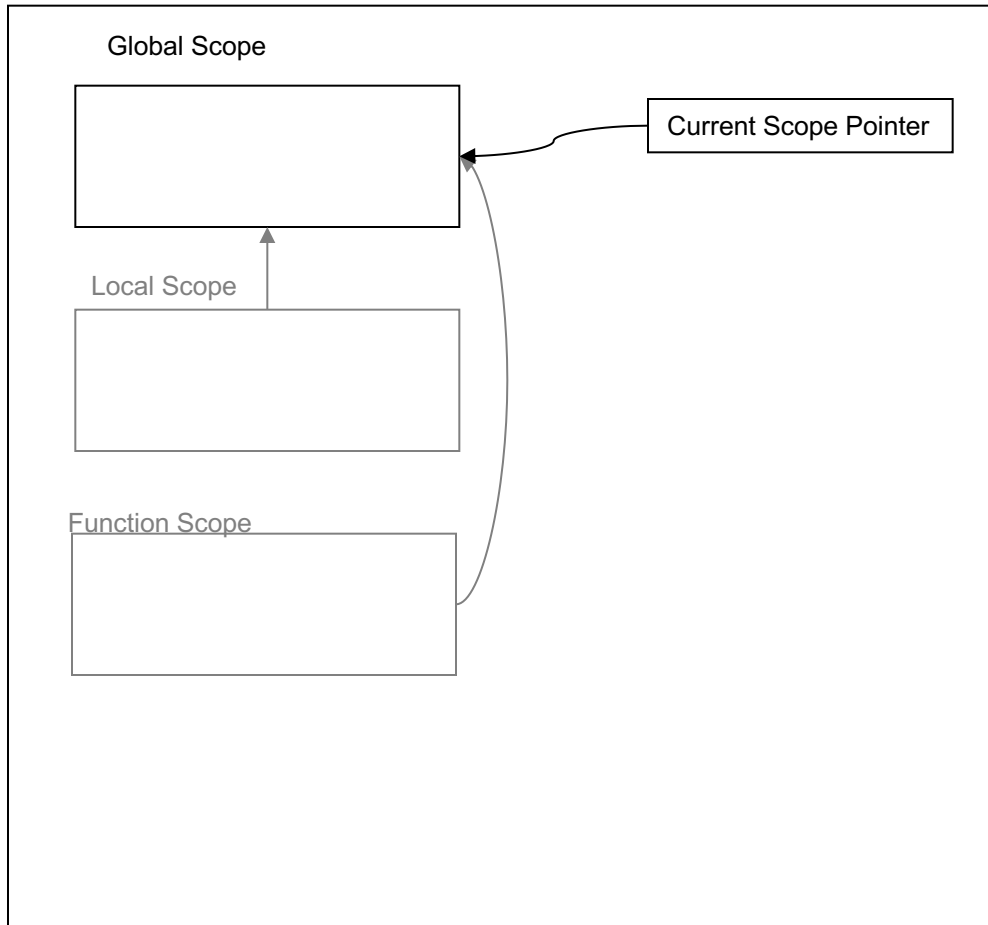 Global Scope
Current Scope Pointer
Local Scope
Function Scope